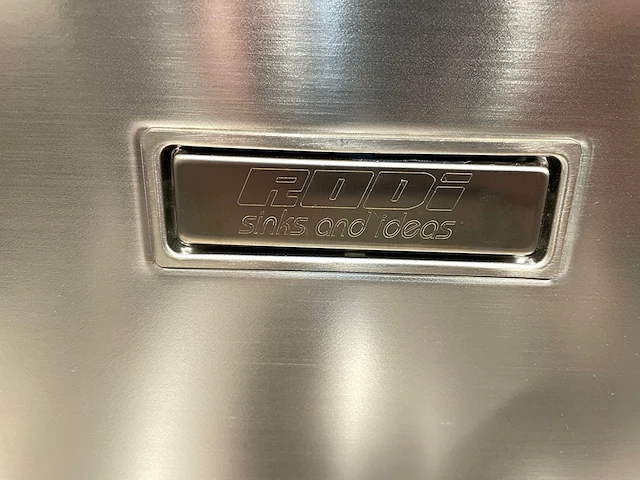 RODi
sinks and ideas